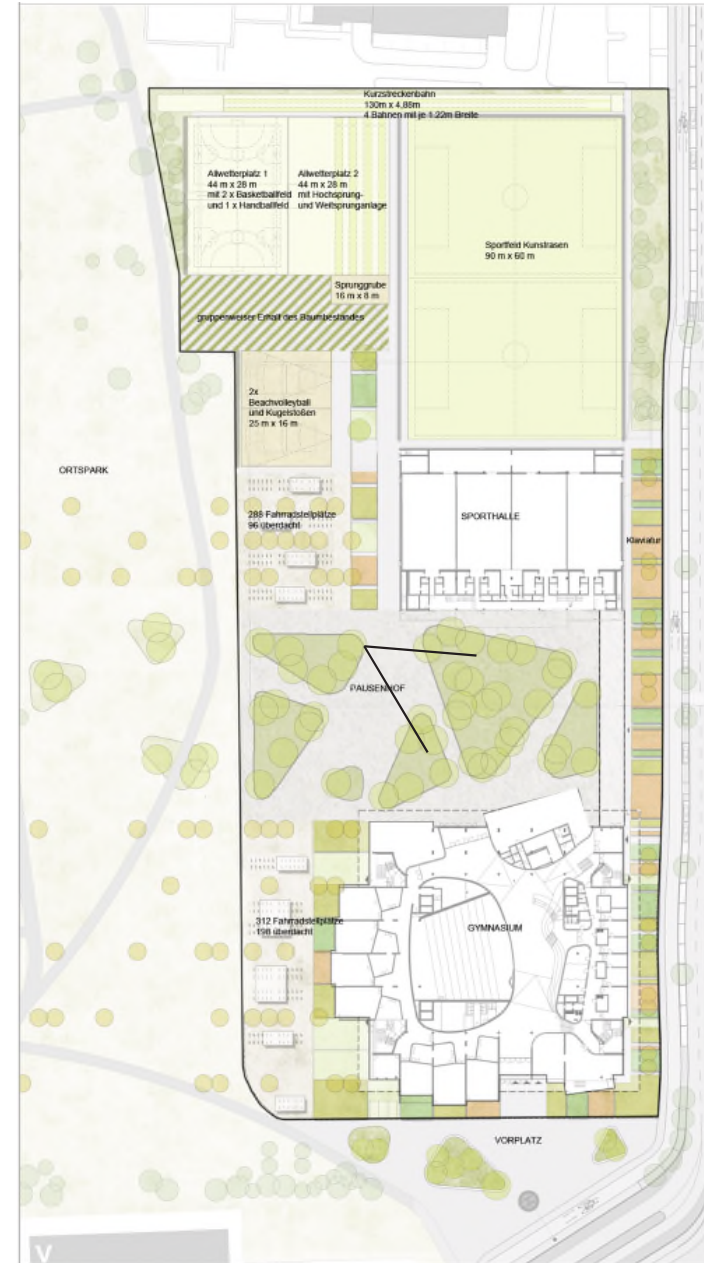 Kurzstreckenbahn
130m x 4,88m
4 Bahnen mit je 1.22m Breite
Allwetterplatz 1
44 m x 28 m
mit 2 x Basketballfeld
und 1 x Handballfeld
Allwetterplatz 2
44 m x 28 m
mit Hochsprung-
und Weitsprunganlage
Sportfeld Kunstrasen
90 m x 60 m
Sprunggrube
16 m x 8 m
gruppenweiser Erhalt des Baumbestandes
2x
Beachvolleyball
und Kugelstoßen
25 m x 16 m
ORTSPARK
288 Fahrradstellplätze
96 überdacht
SPORTHALLE
Klaviatur
PAUSENHOF
312 Fahrradstellplätze
198 überdacht
GYMNASIUM
VORPLATZ
V